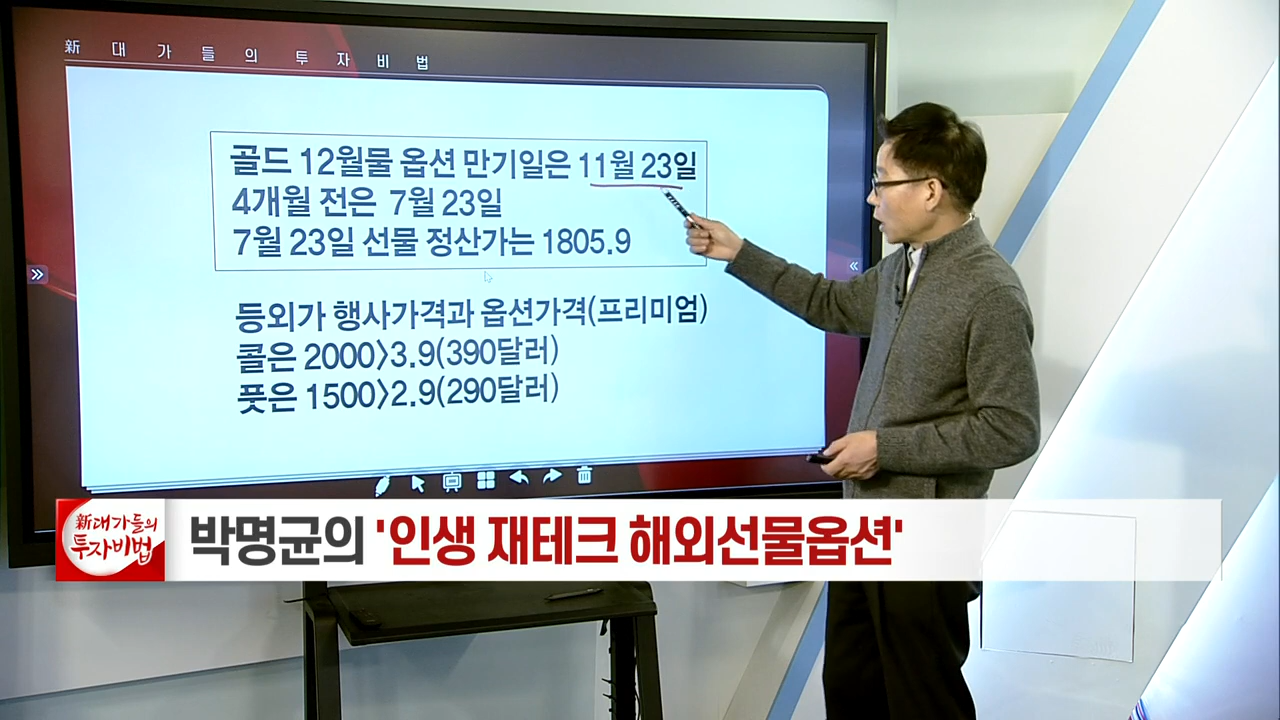 新 대 가 들 의 투 자 비 법
골드 12월물 옵션 만기일은 11월 23일
4개월 전은 7월 23일
7월 23일 선물 정산가는 1805.9
등외가 행사가격과 옵션가격(프리미엄)
콜은 2000>3.9(390달러)
풋은 1500>2.9(290달러)
新대가들의
투자비법
박명균의 '인생 재테크 해외선물옵션'